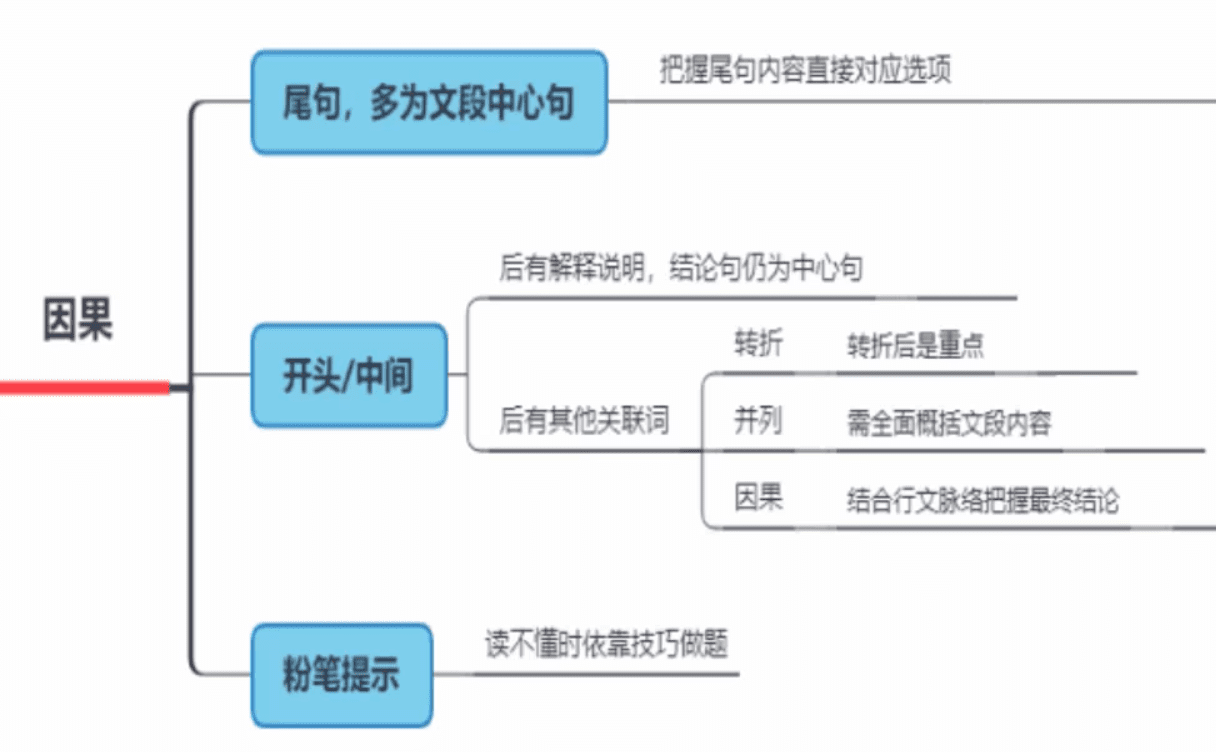 因果
尾句，多为文段中心句
把握尾句内容直接对应选项
开头/中间
后有解释说明，结论句仍为中心句
后有其他关联词
转折
转折后是重点
并列
需全面概括文段内容
因果
结合行文脉络把握最终结论
粉笔提示
读不懂时依靠技巧做题